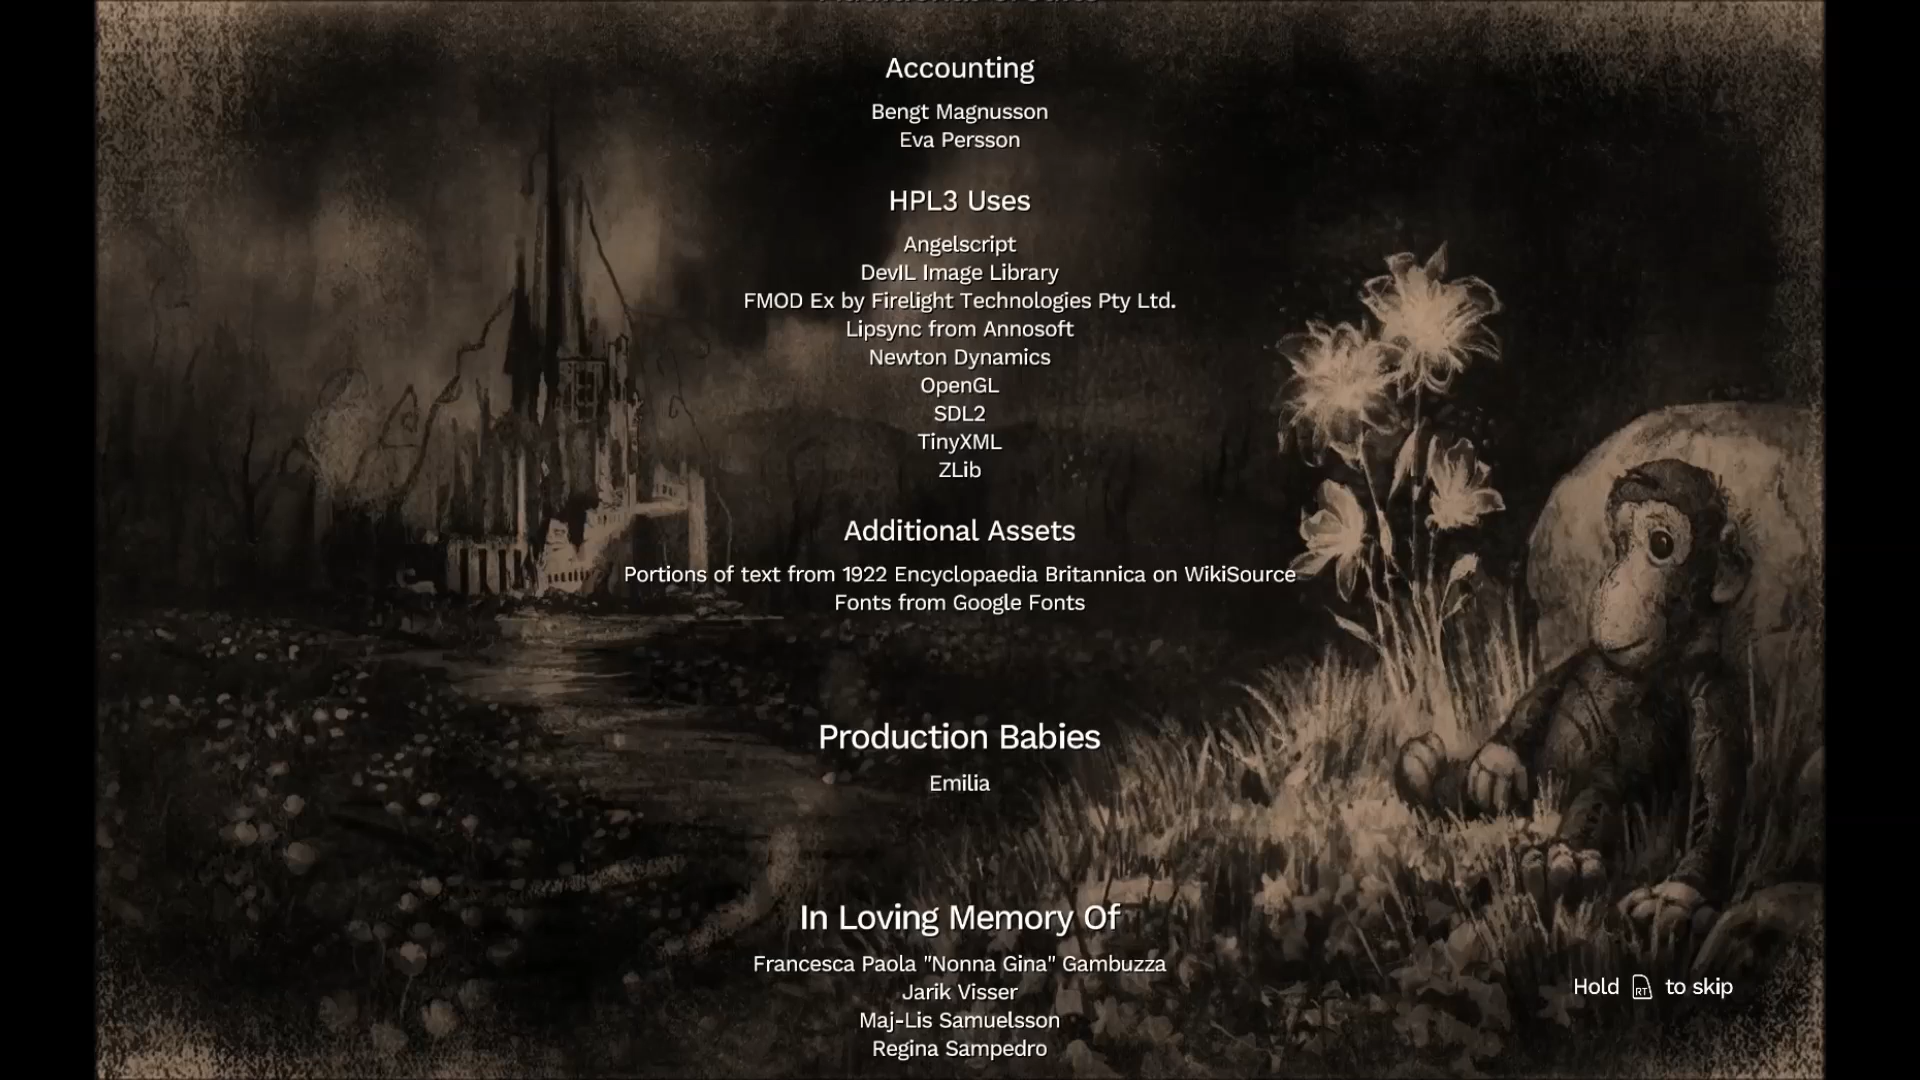 Accounting
Bengt Magnusson
Eva Persson
HPL3 Uses
Angelscript
DevIL Image Library
FMOD Ex by Firelight Technologies Pty Ltd.
Lipsync from Annosoft
Newton Dynamics
OpenGL
SDL2
TinyXML
ZLib
Additional Assets
Portions of text from 1922 Encyclopaedia Britannica on WikiSource
Fonts from Google Fonts
Production Babies
Emilia
In Loving Memory Of
Francesca Paola "Nonna Gina" Gambuzza
Jarik Visser
Maj-Lis Samuelsson
Regina Sampedro
Hold RT to skip